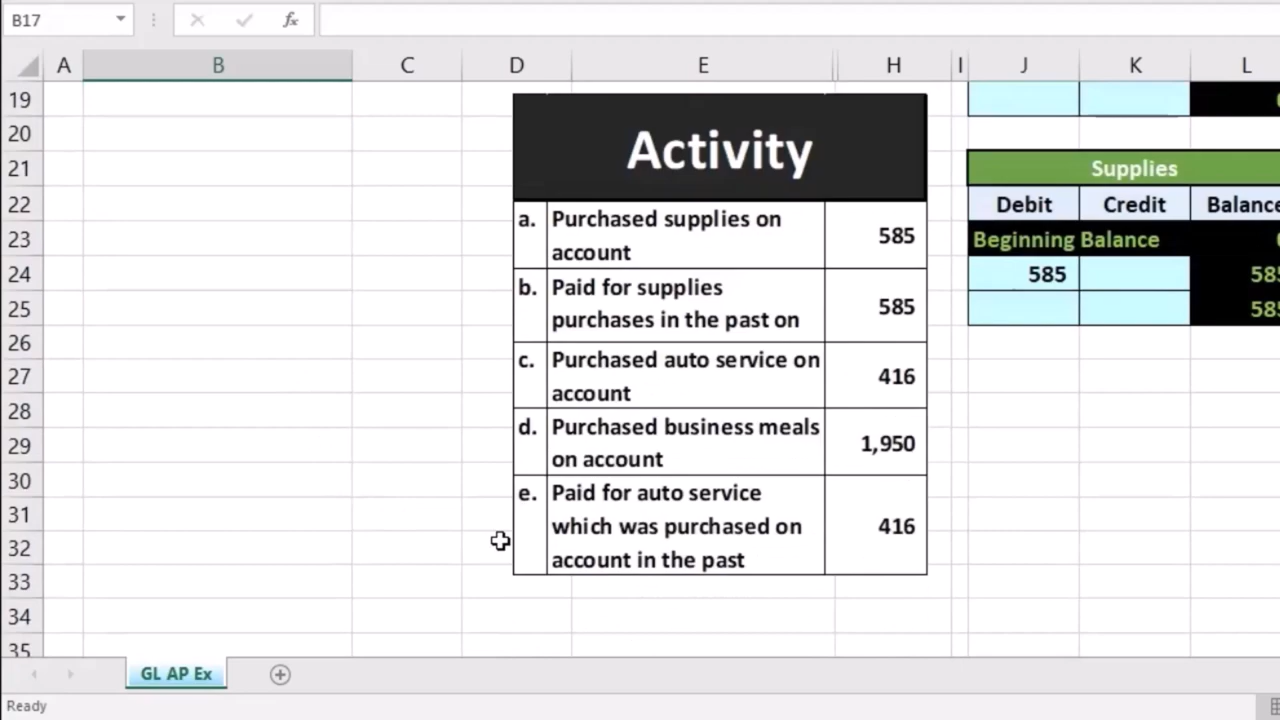 B17
fx
A B C D E H I J K L
19
20
21
22
23
24
25
26
27
28
29
30
31
32
33
34
35
Activity
a. Purchased supplies on
account
585
b. Paid for supplies
purchases in the past on
585
c. Purchased auto service on
account
416
d. Purchased business meals
on account
1,950
e. Paid for auto service
which was purchased on
account in the past
416
Supplies
Debit Credit Balance
Beginning Balance
585 585
585
GL AP Ex
Ready